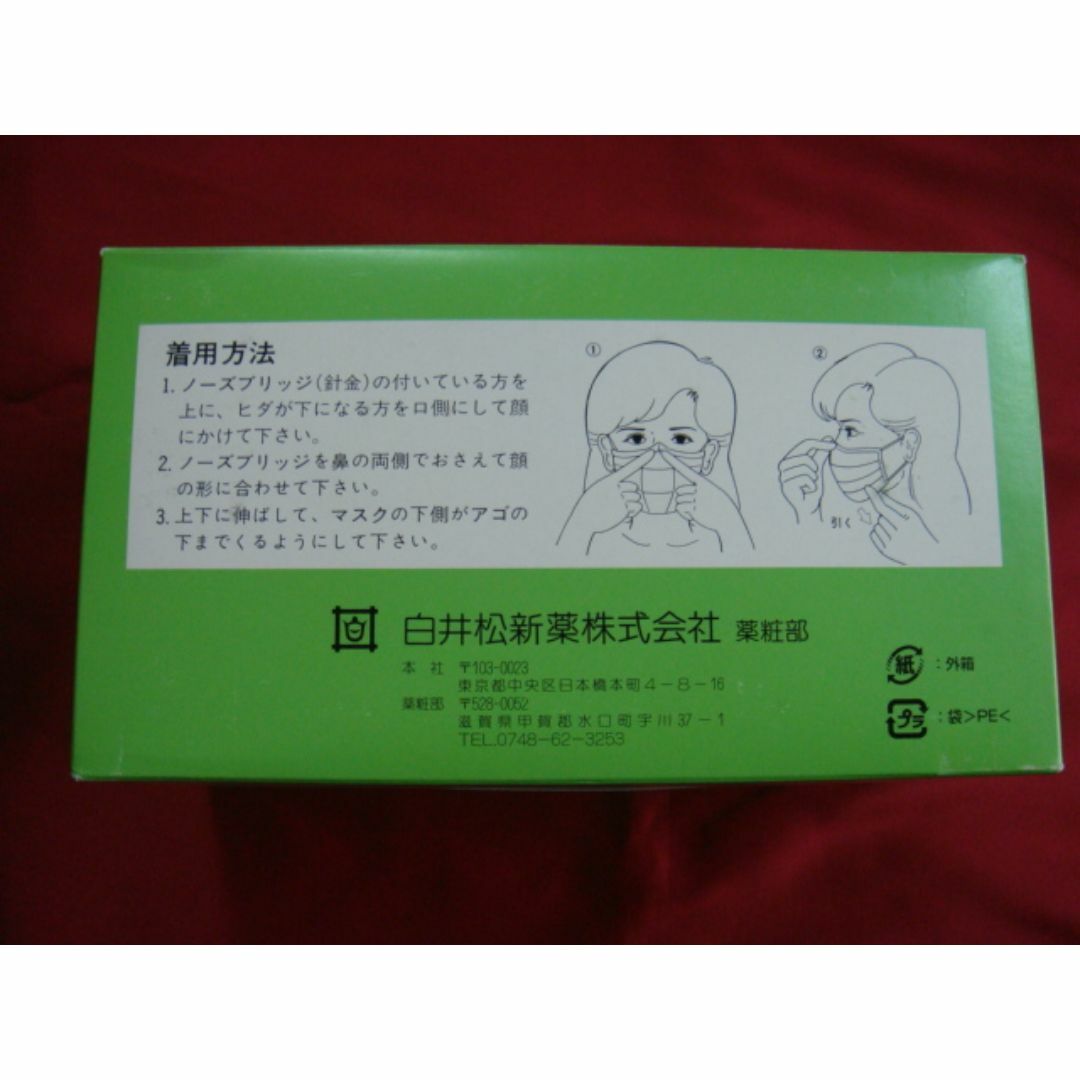 着用方法
1. ノーズブリッジ(針金)の付いている方を
上に、ヒダが下になる方を口側にして顔
にかけて下さい。
2. ノーズブリッジを鼻の両側でおさえて顔
の形に合わせて下さい。
3. 上下に伸ばして、マスクの下側がアゴの
下までくるようにして下さい。
①
②
引く
白 白井松新薬株式会社 薬粧部
本社 〒103-0023
東京都中央区日本橋本町4-8-16
薬粧部 〒528-0052
滋賀県甲賀郡水口町宇川37-1
TEL.0748-62-3253
紙 :外箱
プラ :袋>PE<